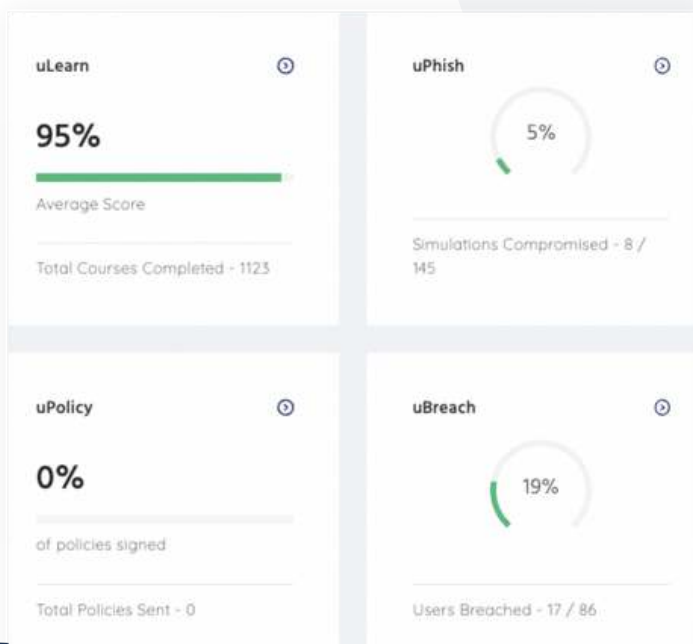 uLearn
95%
Average Score
Total Courses Completed - 1123
uPhish
5%
Simulations Compromised - 8 /
145
uPolicy
0%
of policies signed
Total Policies Sent - 0
uBreach
19%
Users Breached - 17 / 86